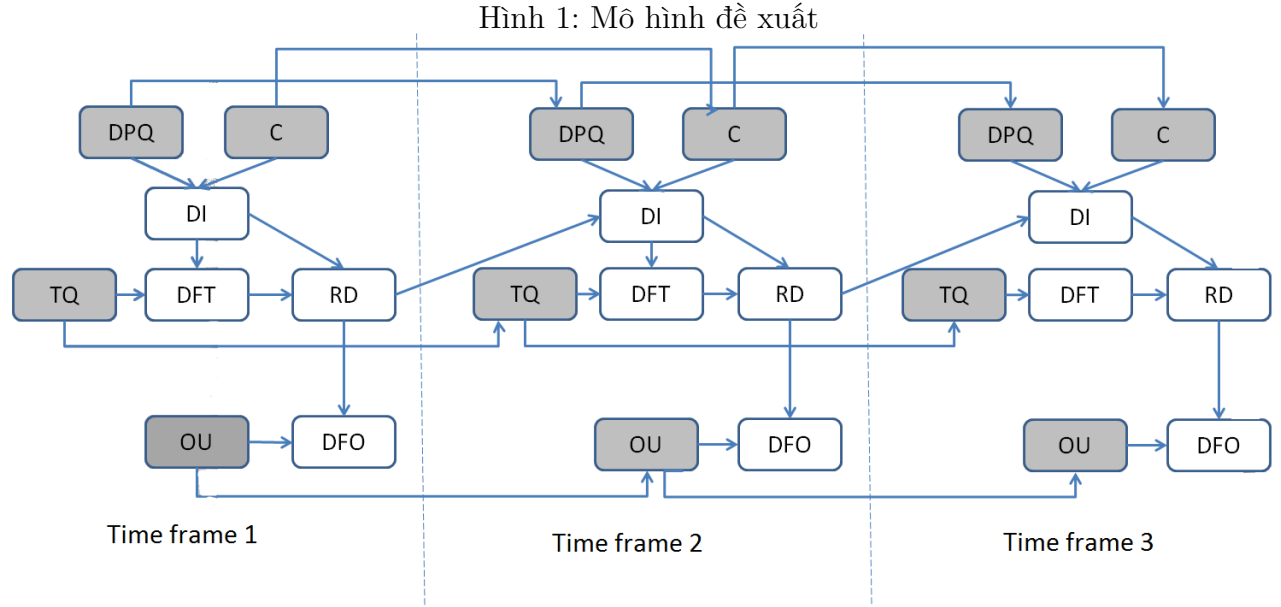 Hình 1: Mô hình đề xuất
DPQ C DPQ C DPQ C
DI DI DI
TQ DFT RD TQ DFT RD TQ DFT RD
OU DFO OU DFO OU DFO
Time frame 1 Time frame 2 Time frame 3